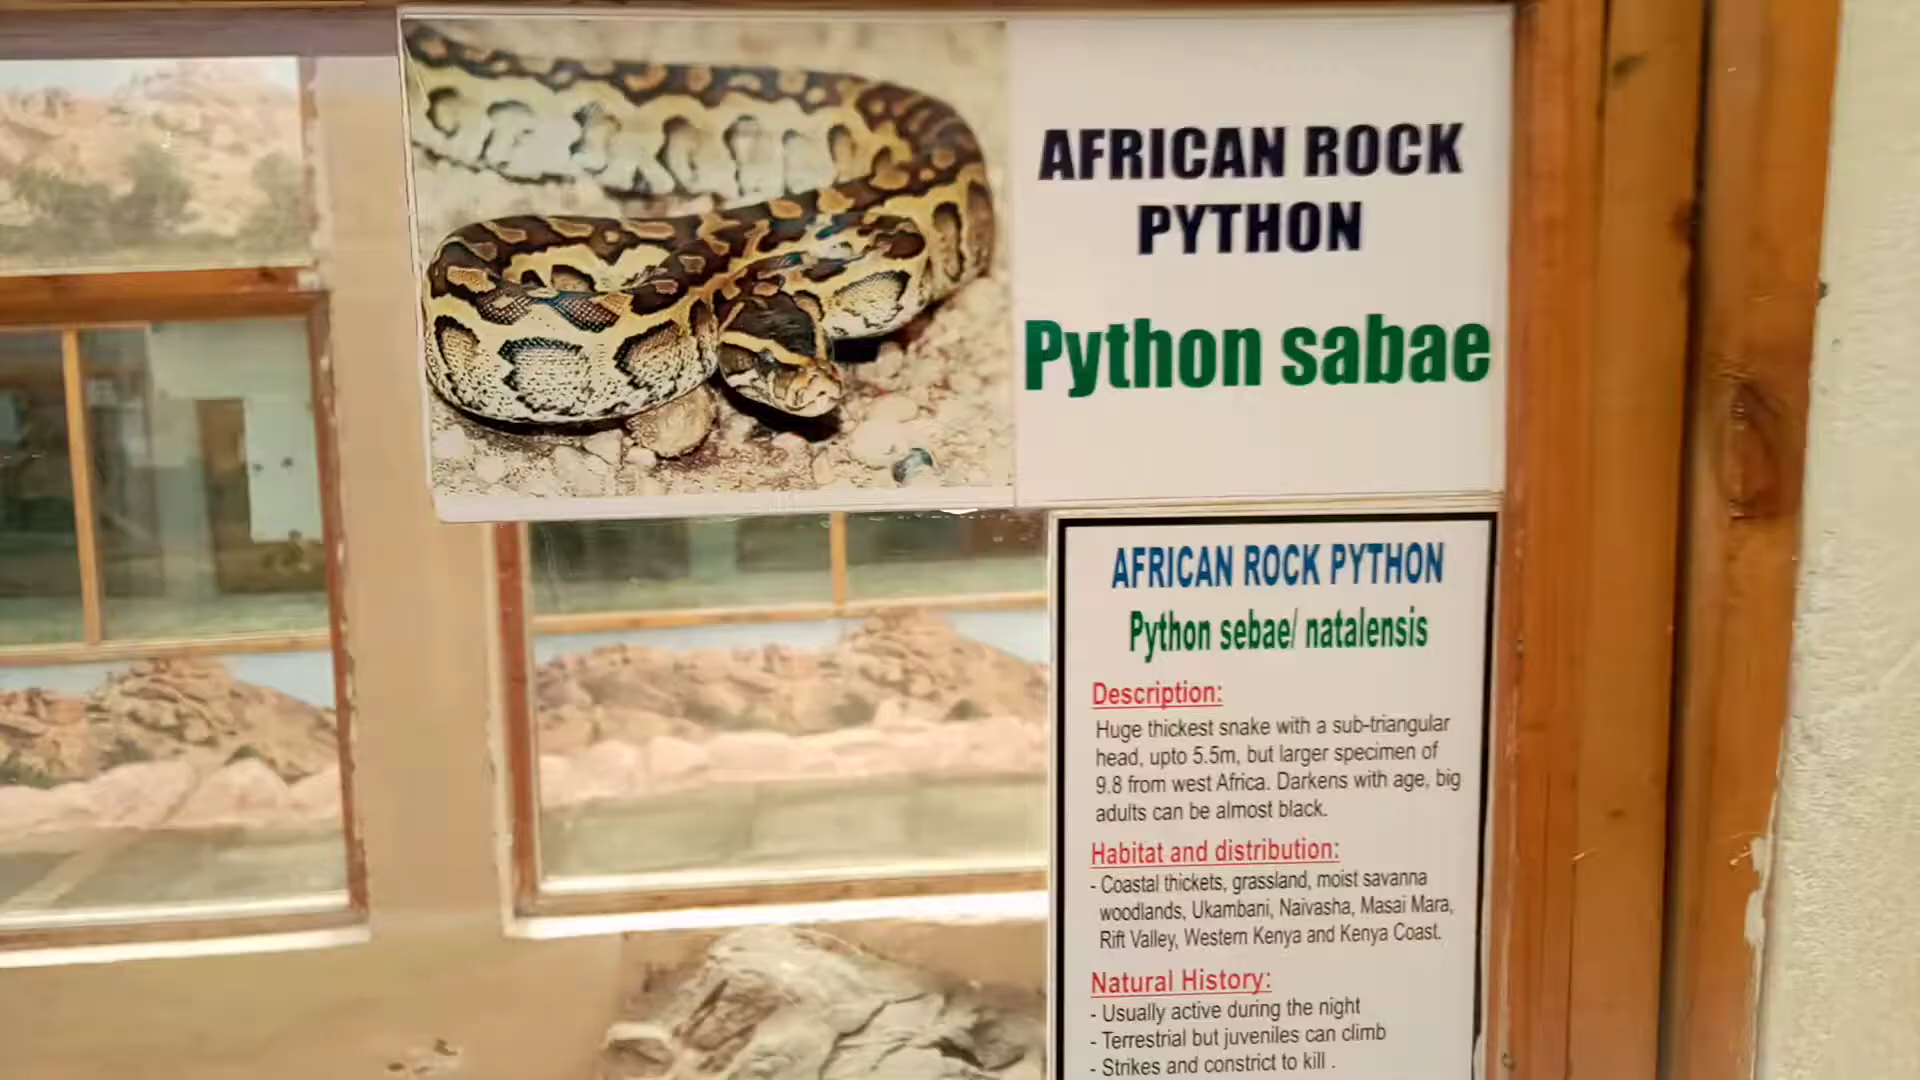 AFRICAN ROCK
PYTHON
Python sabae
AFRICAN ROCK PYTHON
Python sebae/ natalensis
Description:
Huge thickest snake with a sub-triangular
head, upto 5.5m, but larger specimen of
9.8 from west Africa. Darkens with age, big
adults can be almost black.
Habitat and distribution:
- Coastal thickets, grassland, moist savanna
woodlands, Ukambani, Naivasha, Masai Mara,
Rift Valley, Western Kenya and Kenya Coast.
Natural History:
- Usually active during the night
- Terrestrial but juveniles can climb
- Strikes and constrict to kill .